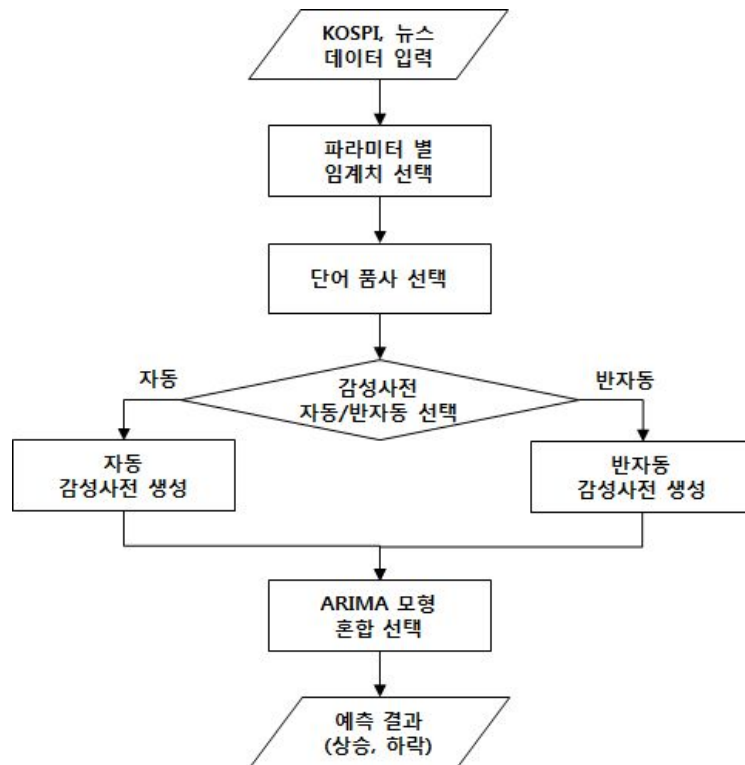 KOSPI, 뉴스
데이터 입력
파라미터 별
임계치 선택
단어 품사 선택
자동
감성사전
자동/반자동 선택
반자동
자동
감성사전 생성
반자동
감성사전 생성
ARIMA 모형
혼합 선택
예측 결과
(상승, 하락)